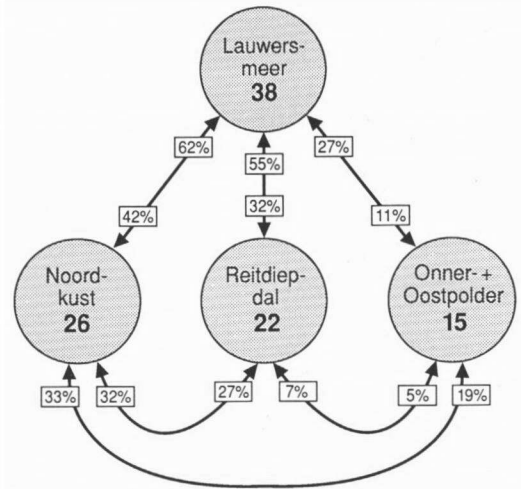 Lauwers-
meer
38
62%
55%
27%
42%
32%
11%
Noord-
kust
26
Reitdiep-
dal
22
Onner- +
Oostpolder
15
33%
32%
27%
7%
5%
19%